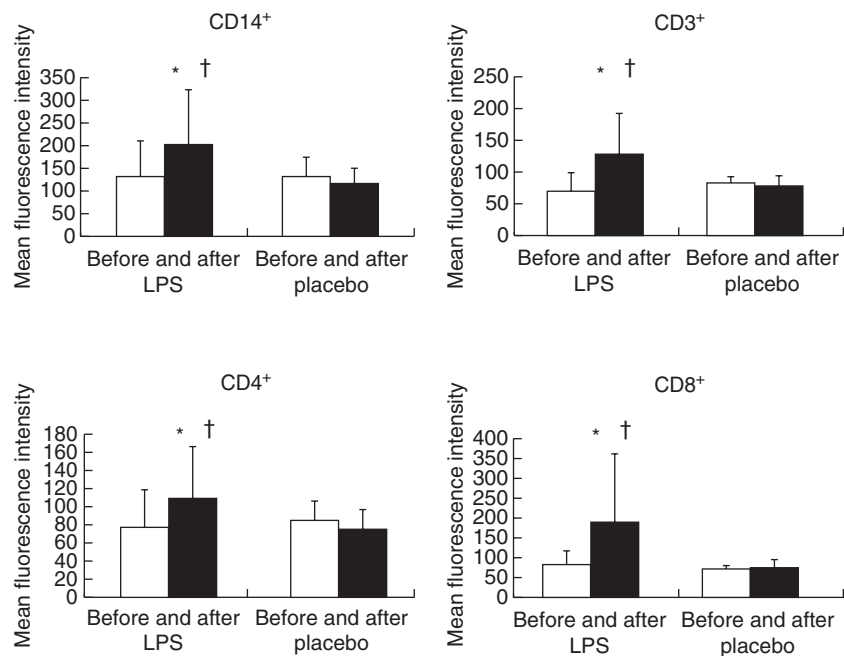 CD14⁺
Mean fluorescence intensity
350
300
250
200
150
100
50
0
* †
Before and after
LPS
Before and after
placebo
CD3⁺
Mean fluorescence intensity
250
200
150
100
50
0
* †
Before and after
LPS
Before and after
placebo
CD4⁺
Mean fluorescence intensity
180
160
140
120
100
80
60
40
20
0
* †
Before and after
LPS
Before and after
placebo
CD8⁺
Mean fluorescence intensity
400
350
300
250
200
150
100
50
0
* †
Before and after
LPS
Before and after
placebo